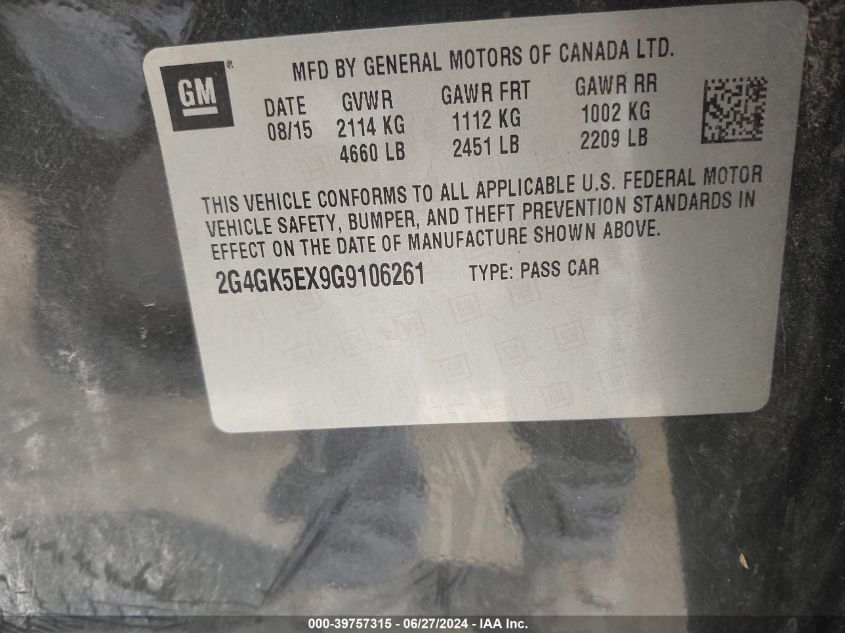 GM®
MFD BY GENERAL MOTORS OF CANADA LTD.
DATE GVWR GAWR FRT GAWR RR
08/15 2114 KG 1112 KG 1002 KG
4660 LB 2451 LB 2209 LB
THIS VEHICLE CONFORMS TO ALL APPLICABLE U.S. FEDERAL MOTOR
VEHICLE SAFETY, BUMPER, AND THEFT PREVENTION STANDARDS IN
EFFECT ON THE DATE OF MANUFACTURE SHOWN ABOVE.
2G4GK5EX9G9106261 TYPE: PASS CAR
000-39757315 - 06/27/2024 - IAA Inc.